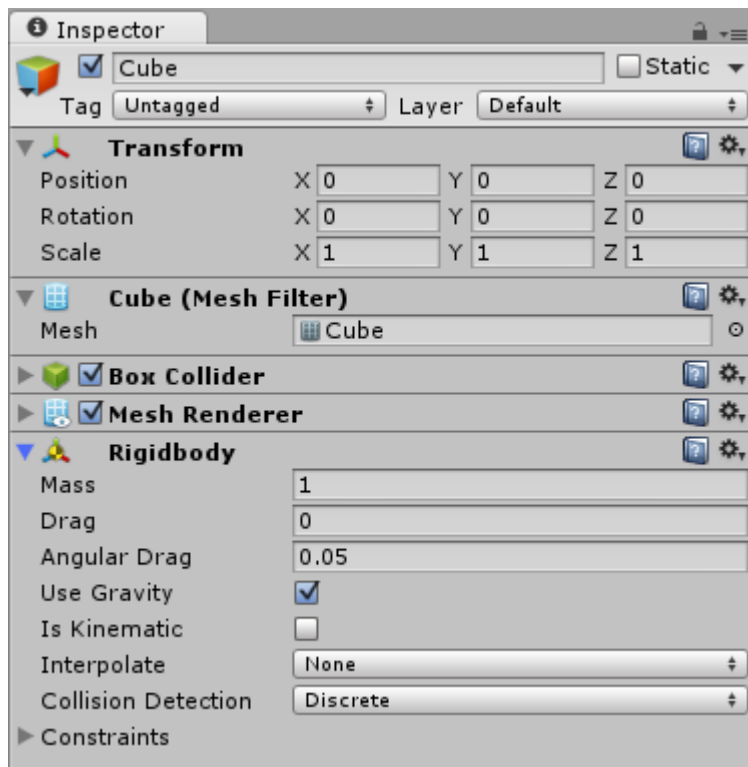 Inspector
Cube Static
Tag Untagged Layer Default
Transform
Position X 0 Y 0 Z 0
Rotation X 0 Y 0 Z 0
Scale X 1 Y 1 Z 1
Cube (Mesh Filter)
Mesh Cube
Box Collider
Mesh Renderer
Rigidbody
Mass 1
Drag 0
Angular Drag 0.05
Use Gravity
Is Kinematic
Interpolate None
Collision Detection Discrete
Constraints